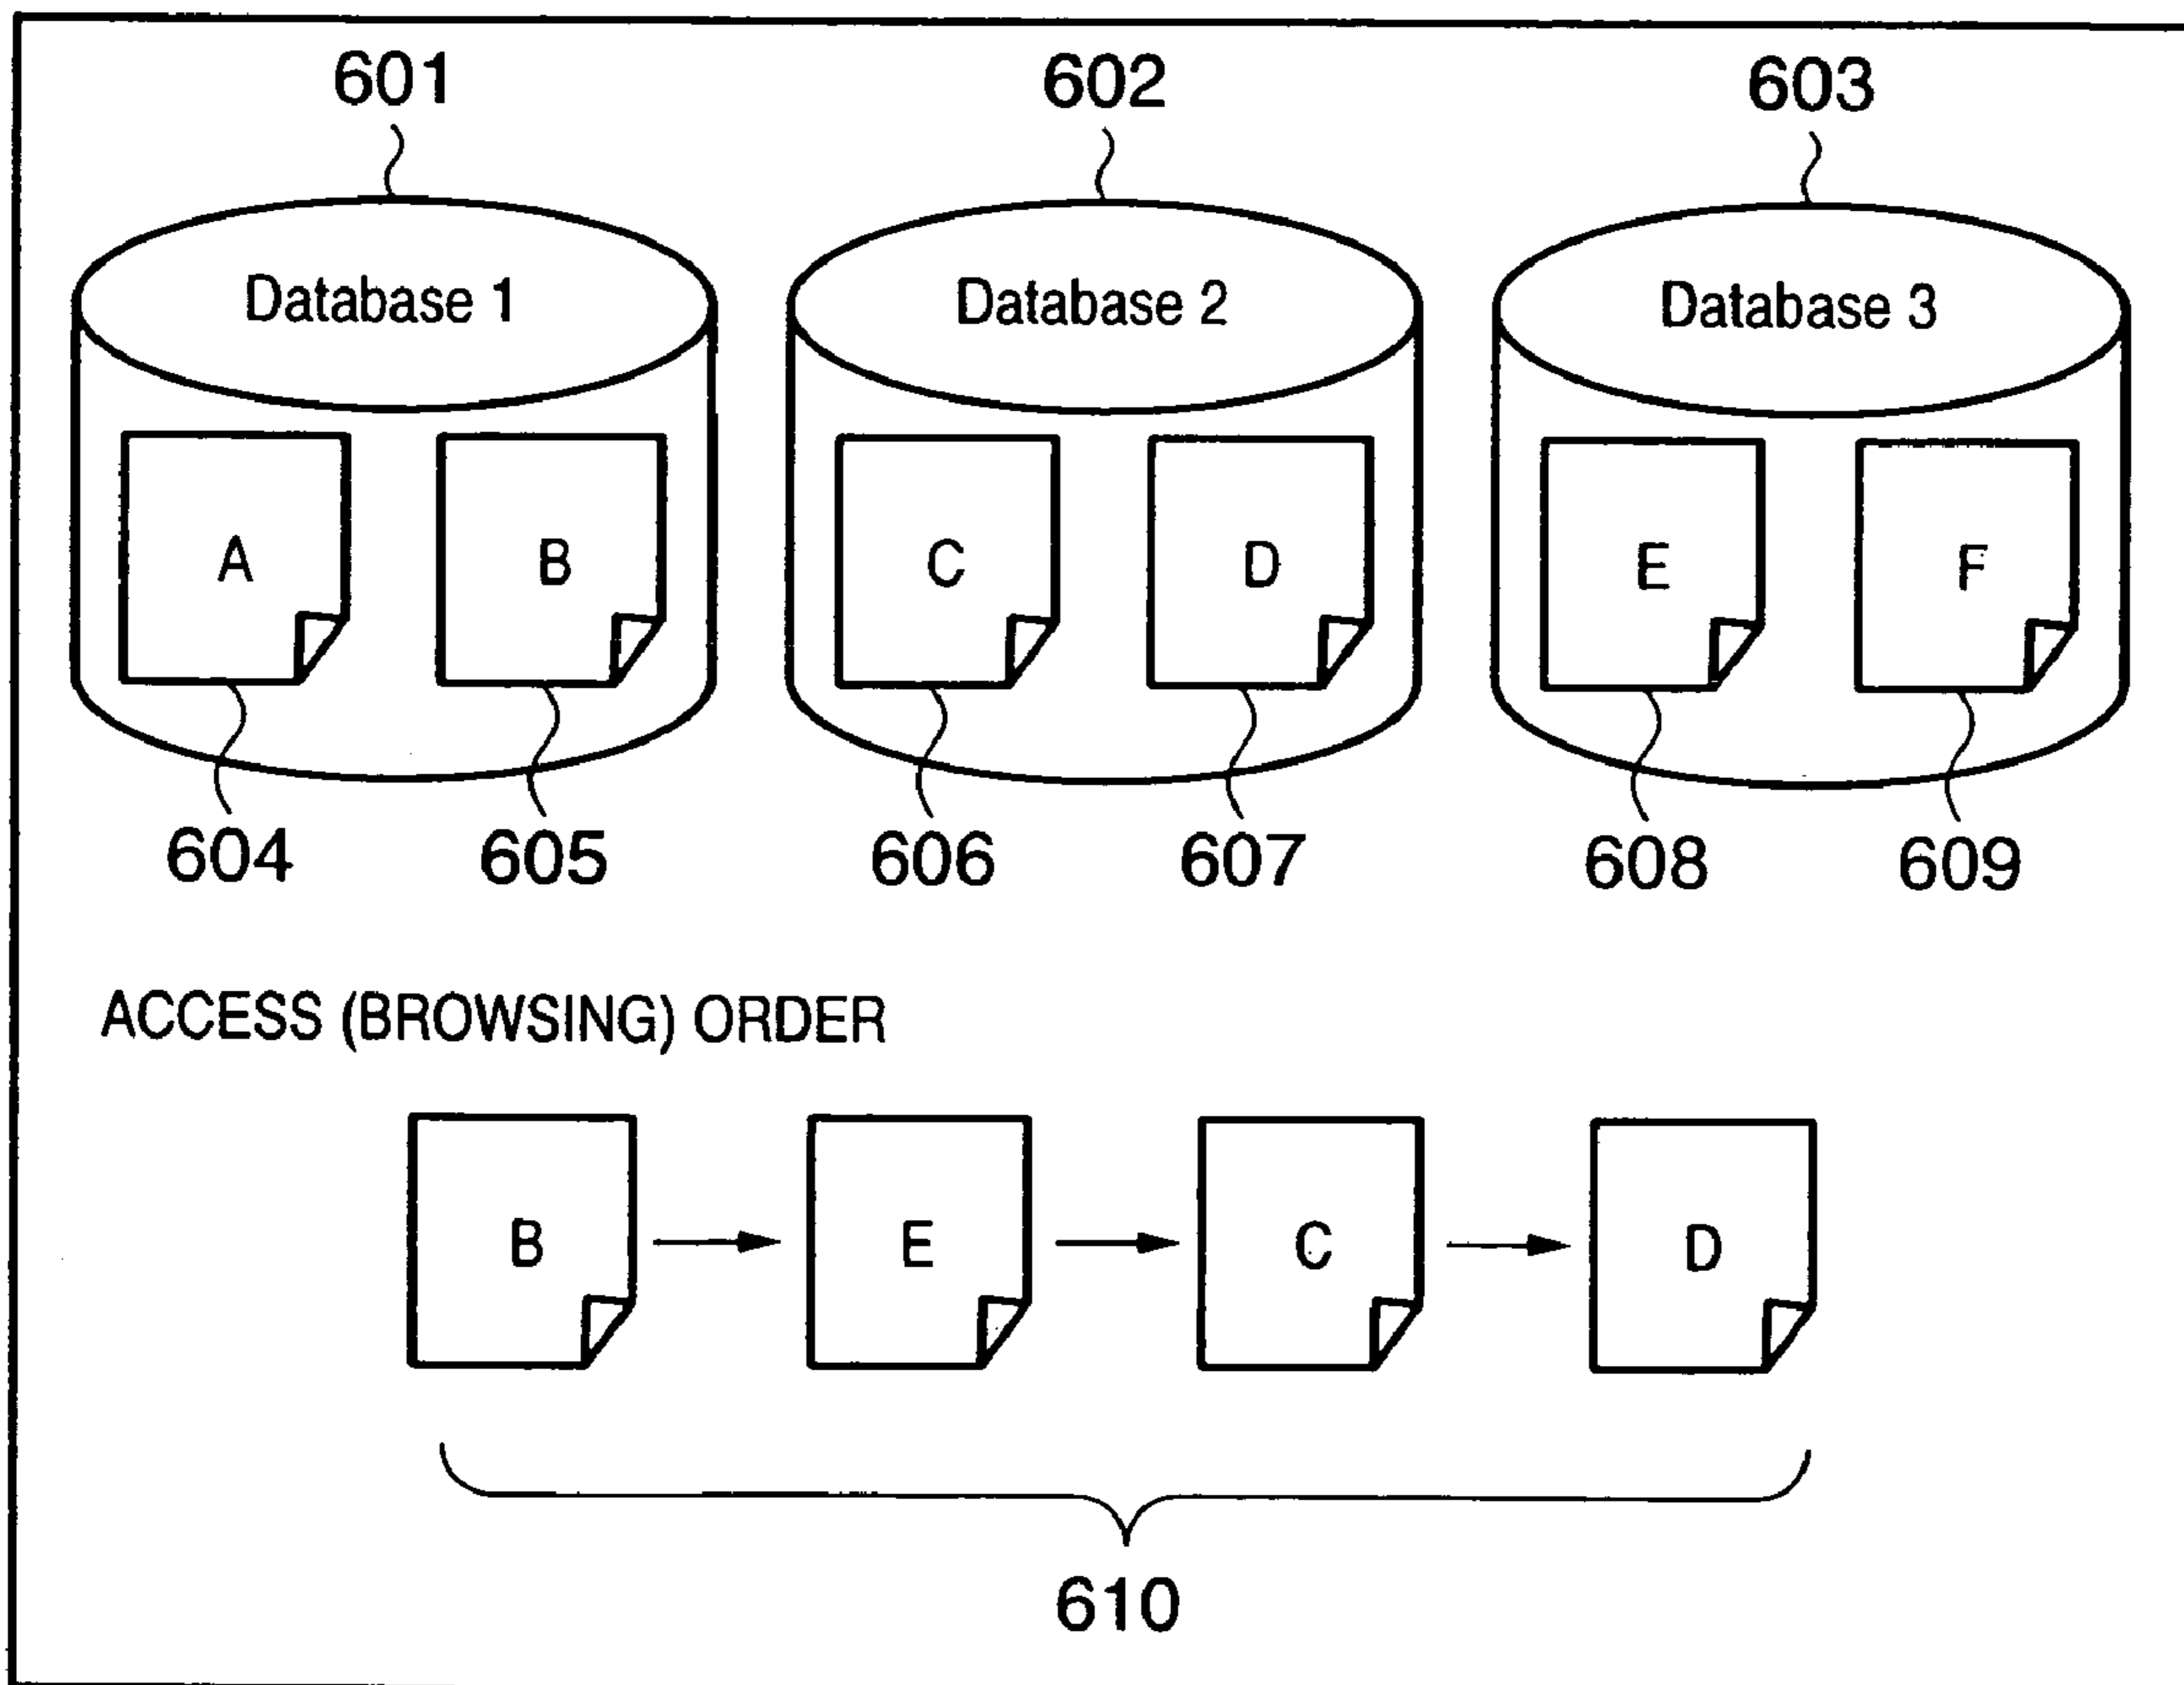 601 602 603
Database 1 Database 2 Database 3
A B C D E F
604 605 606 607 608 609
ACCESS (BROWSING) ORDER
B E C D
610